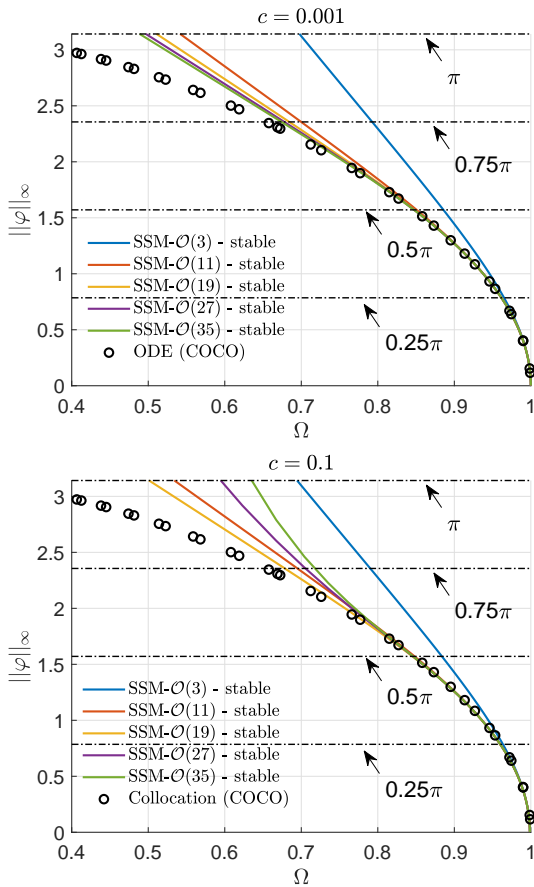 c = 0.001
3
2.5
2
1.5
1
0.5
0
||φ||∞
π
0.75π
0.5π
0.25π
SSM-O(3) - stable
SSM-O(11) - stable
SSM-O(19) - stable
SSM-O(27) - stable
SSM-O(35) - stable
ODE (COCO)
0.4 0.5 0.6 0.7 0.8 0.9 1
Ω
c = 0.1
3
2.5
2
1.5
1
0.5
0
||φ||∞
π
0.75π
0.5π
0.25π
SSM-O(3) - stable
SSM-O(11) - stable
SSM-O(19) - stable
SSM-O(27) - stable
SSM-O(35) - stable
Collocation (COCO)
0.4 0.5 0.6 0.7 0.8 0.9 1
Ω